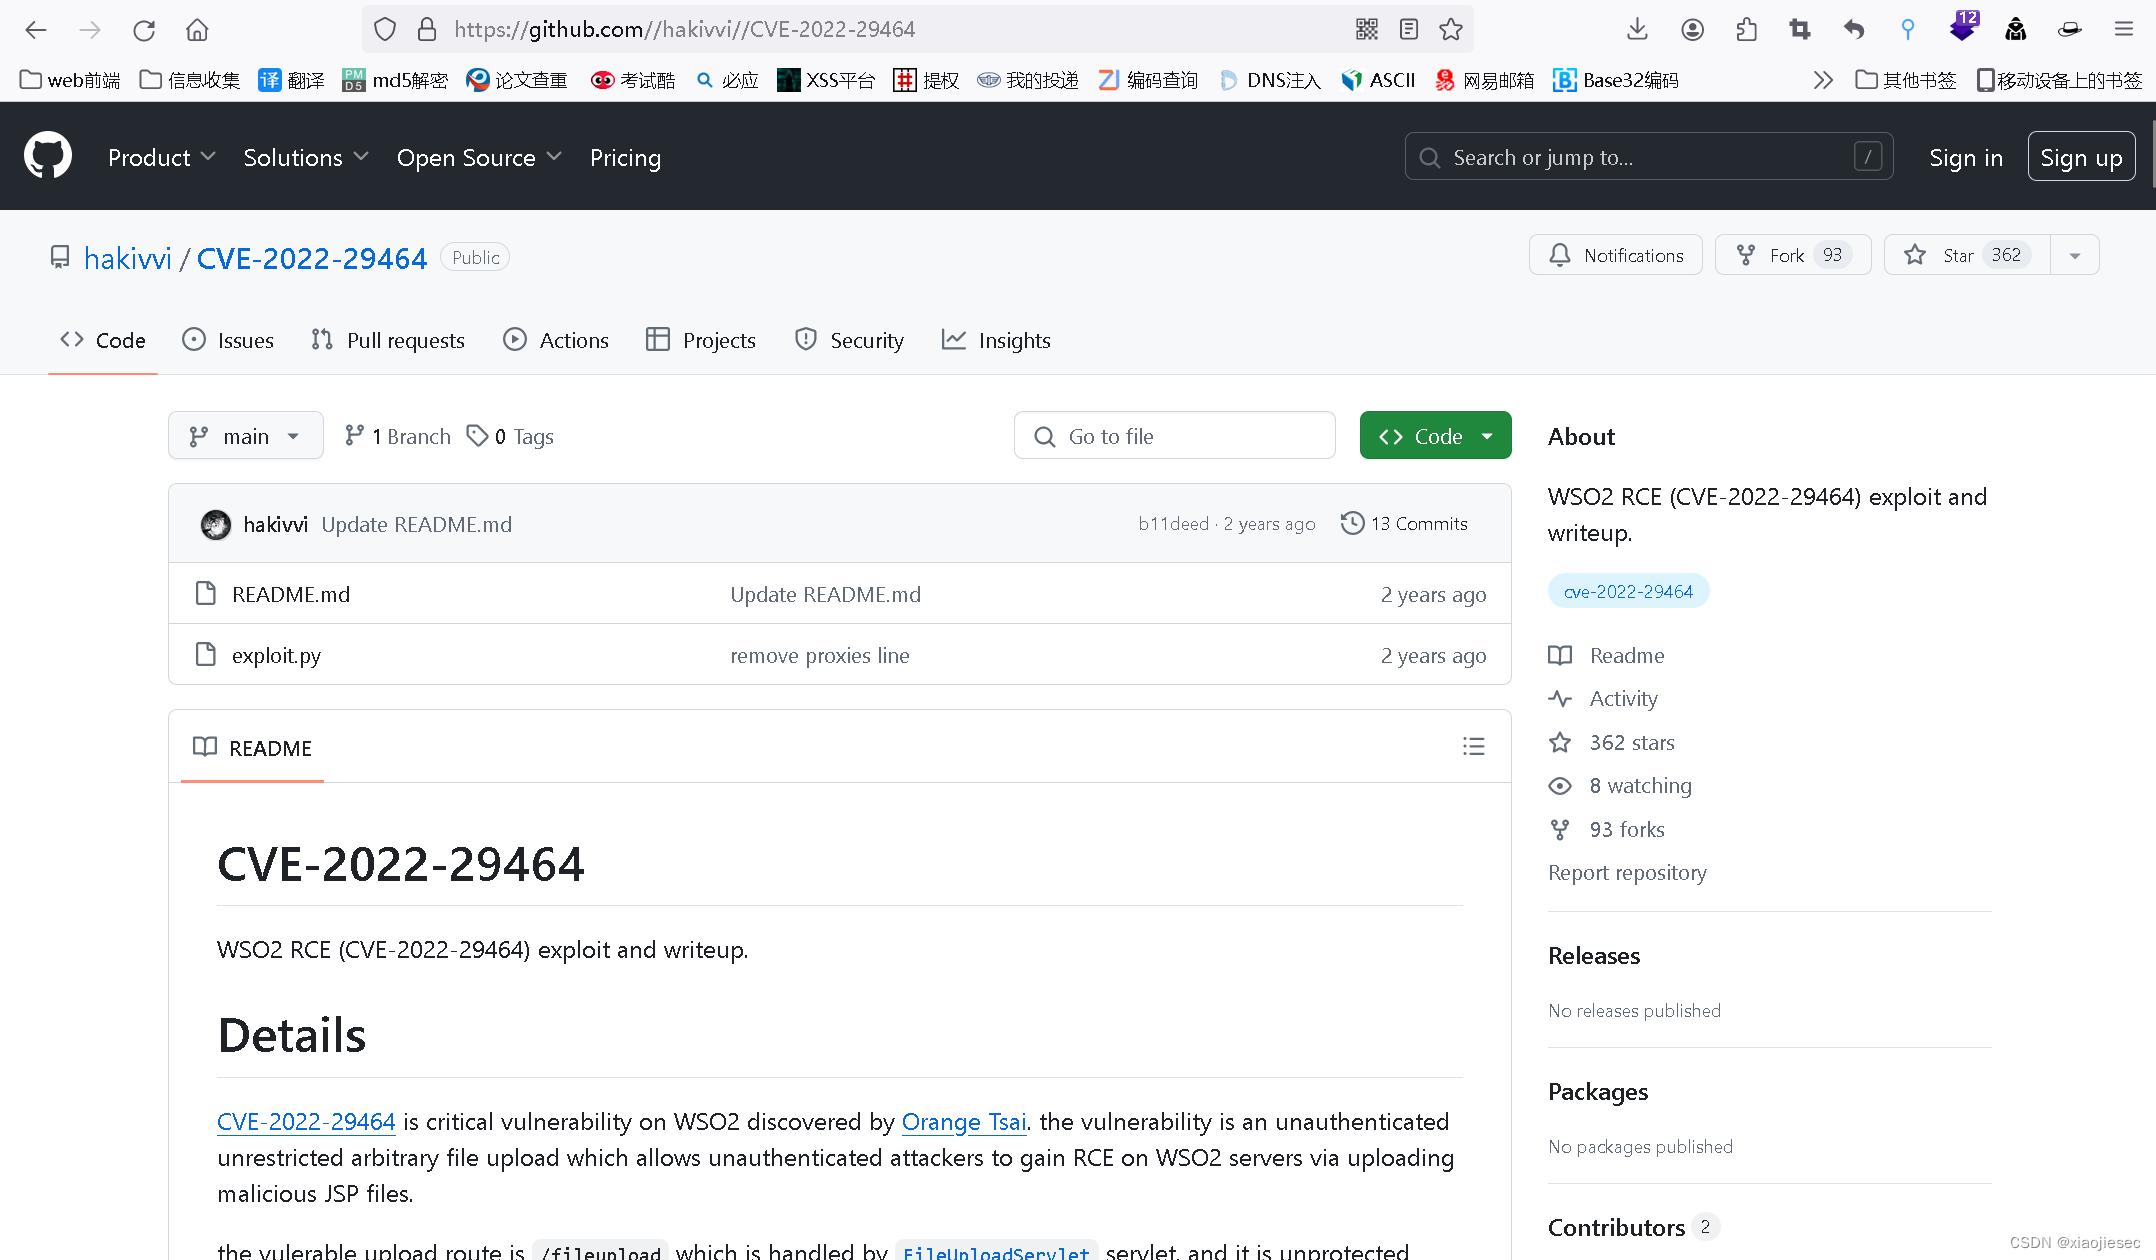 https://github.com//hakivvi//CVE-2022-29464
12
web前端 信息收集 译 翻译 PM D5 md5解密 论文查重 考试酷 必应 XSS平台 提权 我的投递 编码查询 DNS注入 ASCII 网易邮箱 Base32编码 其他书签 移动设备上的书签
Product Solutions Open Source Pricing Search or jump to... / Sign in Sign up
hakivvi / CVE-2022-29464 Public Notifications Fork 93 Star 362
Code Issues Pull requests Actions Projects Security Insights
main 1 Branch 0 Tags Go to file Code
hakivvi Update README.md b11deed · 2 years ago 13 Commits
README.md Update README.md 2 years ago
exploit.py remove proxies line 2 years ago
README
CVE-2022-29464
WSO2 RCE (CVE-2022-29464) exploit and writeup.
Details
CVE-2022-29464 is critical vulnerability on WSO2 discovered by Orange Tsai. the vulnerability is an unauthenticated
unrestricted arbitrary file upload which allows unauthenticated attackers to gain RCE on WSO2 servers via uploading
malicious JSP files.
the vulerable upload route is /fileupload which is handled by FileUploadServlet servlet, and it is unprotected
About
WSO2 RCE (CVE-2022-29464) exploit and
writeup.
cve-2022-29464
Readme
Activity
362 stars
8 watching
93 forks
Report repository
Releases
No releases published
Packages
No packages published
Contributors 2
CSDN @xiaojiesec